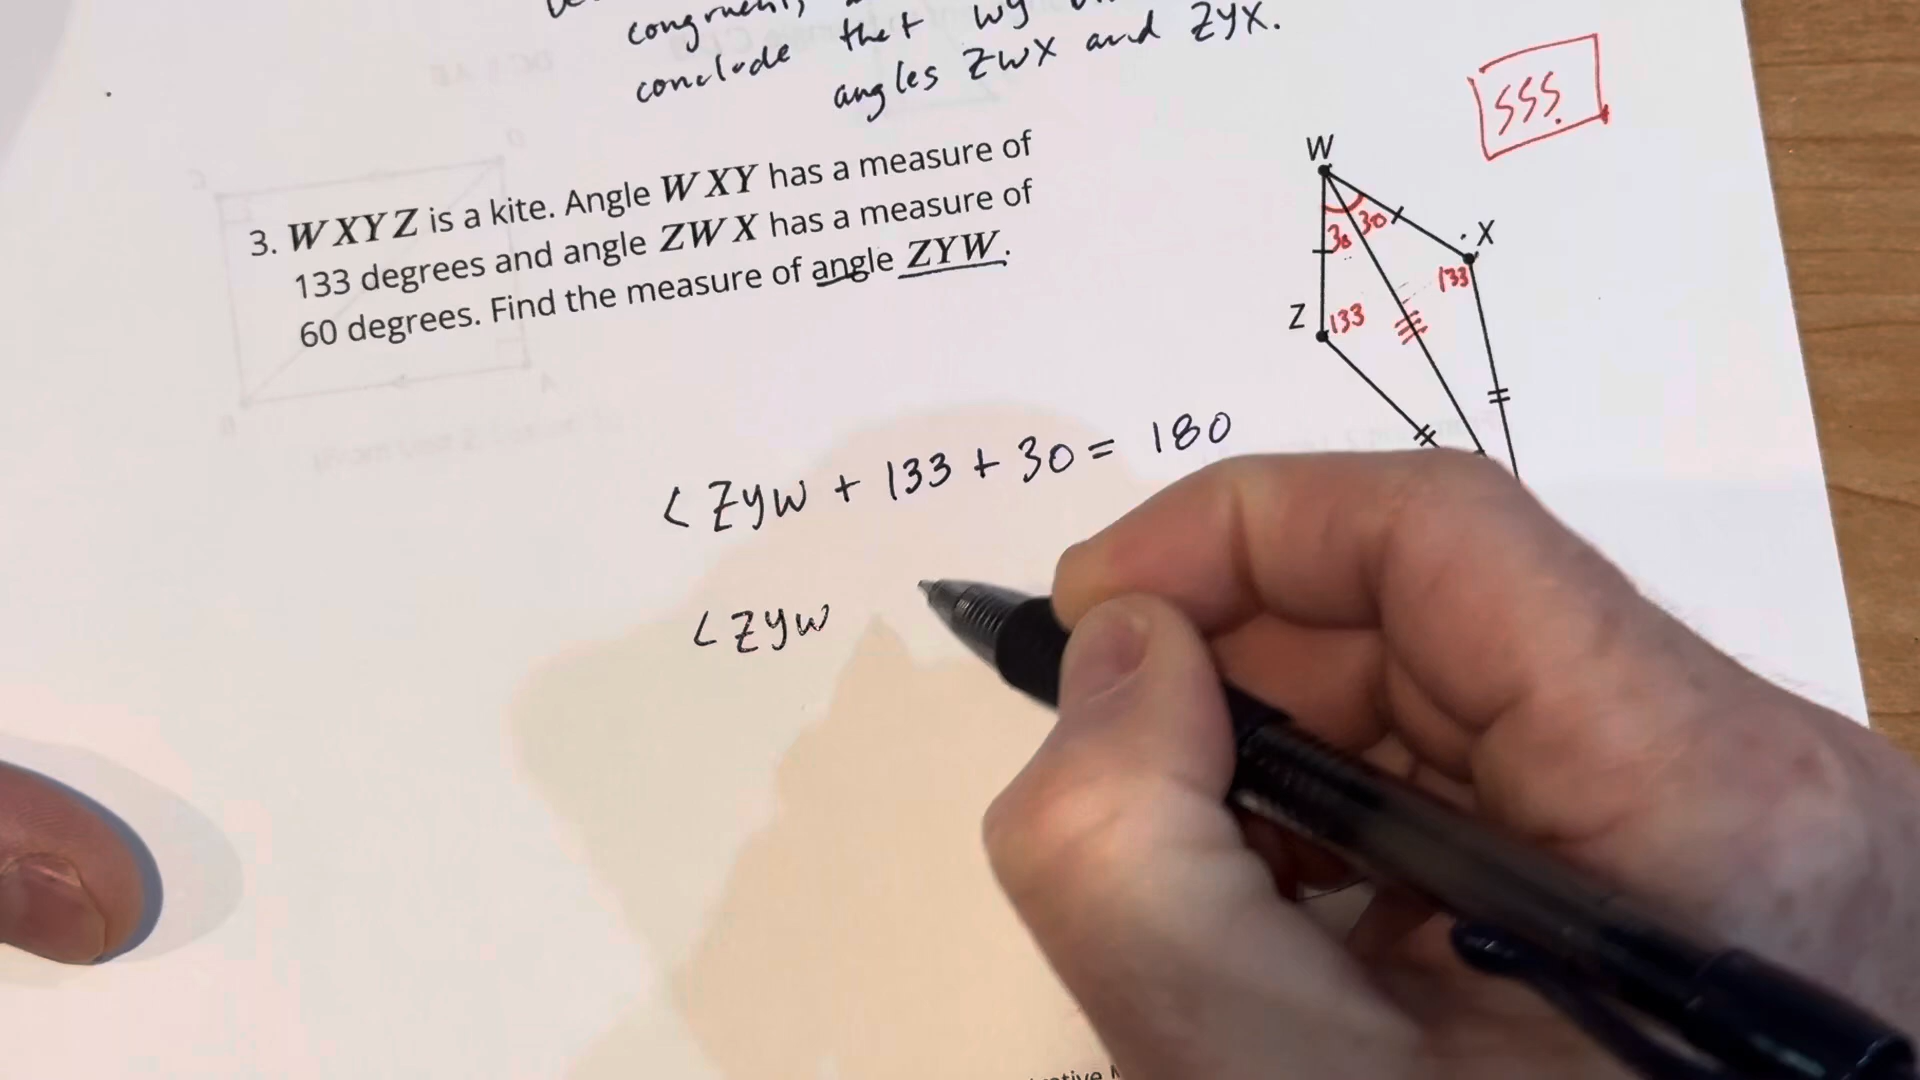 congruent,
conclude that wy
angles ZWX and ZYX.
SSS.
3. WXYZ is a kite. Angle WXY has a measure of
133 degrees and angle ZWX has a measure of
60 degrees. Find the measure of angle ZYW.
W
30 30
X
133
Z 133
< ZYW + 133 + 30 = 180
< ZYW